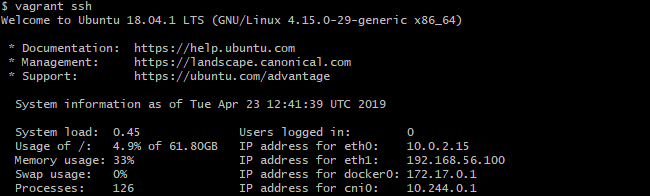 $ vagrant ssh
Welcome to Ubuntu 18.04.1 LTS (GNU/Linux 4.15.0-29-generic x86_64)
* Documentation: https://help.ubuntu.com
* Management: https://landscape.canonical.com
* Support: https://ubuntu.com/advantage
System information as of Tue Apr 23 12:41:39 UTC 2019
System load: 0.45 Users logged in: 0
Usage of /: 4.9% of 61.80GB IP address for eth0: 10.0.2.15
Memory usage: 33% IP address for eth1: 192.168.56.100
Swap usage: 0% IP address for docker0: 172.17.0.1
Processes: 126 IP address for cni0: 10.244.0.1